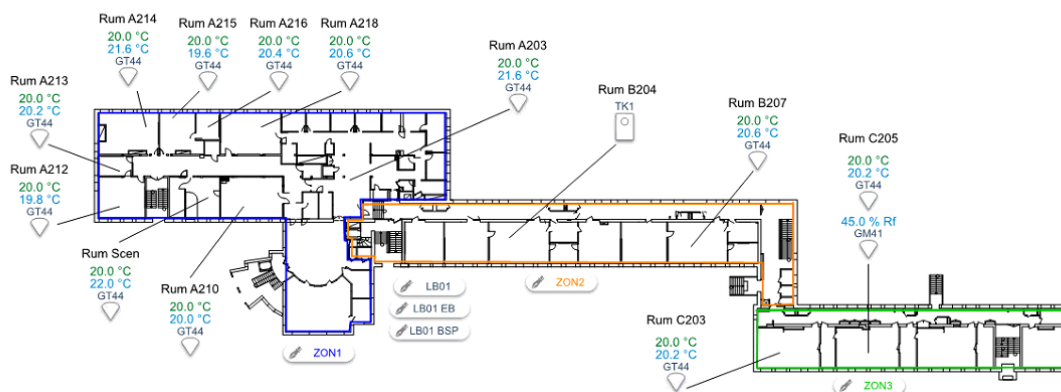 Rum A214
20.0 °C
21.6 °C
GT44
Rum A215
20.0 °C
19.6 °C
GT44
Rum A216
20.0 °C
20.4 °C
GT44
Rum A218
20.0 °C
20.6 °C
GT44
Rum A203
20.0 °C
21.6 °C
GT44
Rum A213
20.0 °C
20.2 °C
GT44
Rum B204
TK1
Rum B207
20.0 °C
20.6 °C
GT44
Rum C205
20.0 °C
20.2 °C
GT44
45.0 % Rf
GM41
Rum A212
20.0 °C
19.8 °C
GT44
Rum Scen
20.0 °C
22.0 °C
GT44
Rum A210
20.0 °C
20.0 °C
GT44
LB01
LB01 EB
LB01 BSP
ZON2
ZON1
Rum C203
20.0 °C
20.2 °C
GT44
ZON3